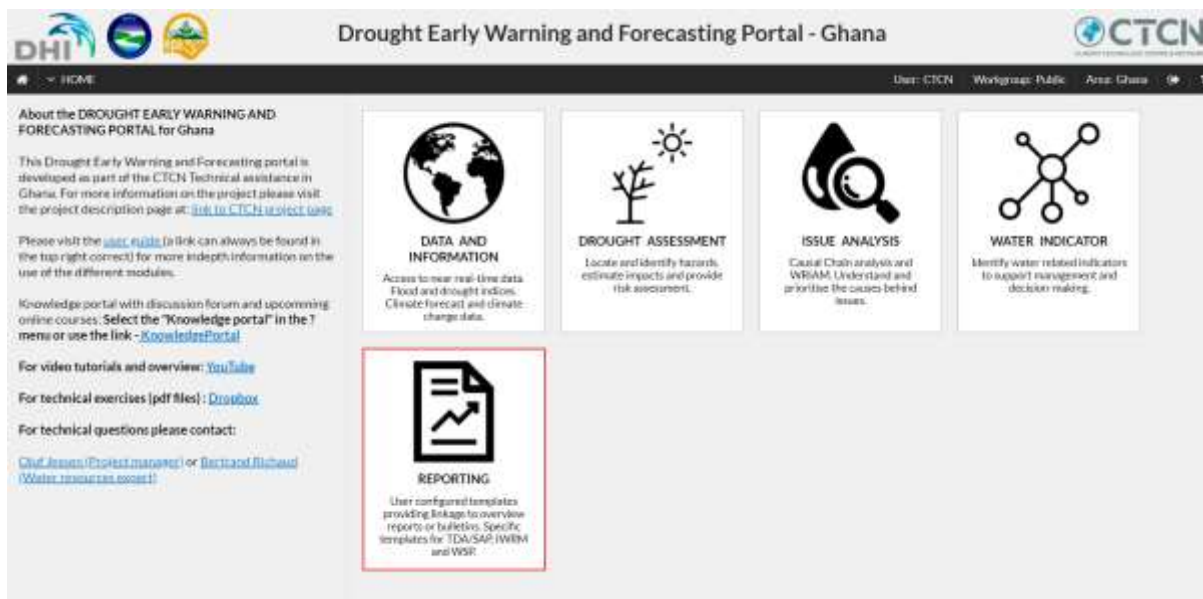 DHI
Drought Early Warning and Forecasting Portal - Ghana
CTCN
HOME
User: CTCN Workgroup: Public Area: Ghana
About the DROUGHT EARLY WARNING AND
FORECASTING PORTAL for Ghana
This Drought Early Warning and Forecasting portal is
developed as part of the CTCN Technical assistance in
Ghana. For more information on the project please visit
the project description page at: link to CTCN project page
Please visit the user guide (a link can always be found in
the top right correct) for more indepth information on the
use of the different modules.
Knowledge portal with discussion forum and upcomming
online courses: Select the "Knowledge portal" in the ?
menu or use the link - KnowledgePortal
For video tutorials and overview: YouTube
For technical exercises (pdf files) : Dropbox
For technical questions please contact:
Oluf Jessen (Project manager) or Bertrand Richaud
(Water resources expert)
DATA AND
INFORMATION
Access to near real-time data.
Flood and drought indices.
Climate forecast and climate
change data.
DROUGHT ASSESSMENT
Locate and identify hazards,
estimate impacts and provide
risk assessment.
ISSUE ANALYSIS
Causal Chain analysis and
WRIAM. Understand and
prioritise the causes behind
issues.
WATER INDICATOR
Identify water related indicators
to support management and
decision making.
REPORTING
User configured templates
providing linkage to overview
reports or bulletins. Specific
templates for TDA/SAP, IWRM
and WSP.